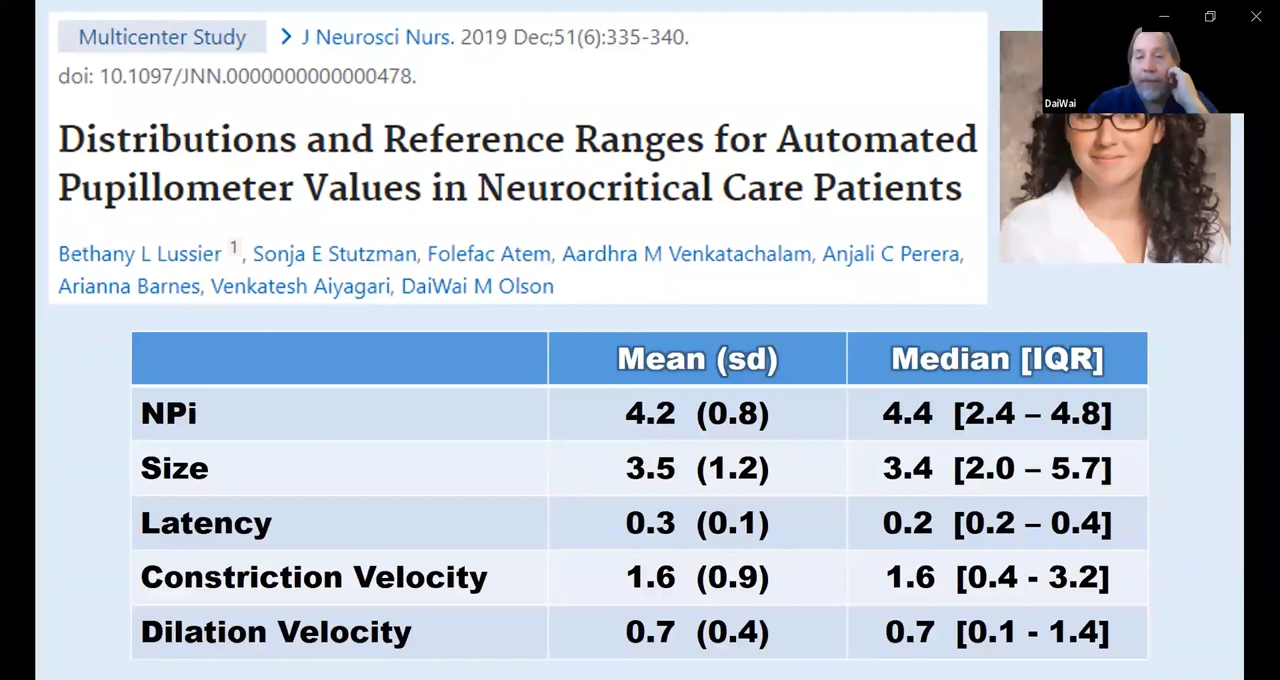 Multicenter Study > J Neurosci Nurs. 2019 Dec;51(6):335-340.
doi: 10.1097/JNN.0000000000000478.
Distributions and Reference Ranges for Automated
Pupillometer Values in Neurocritical Care Patients
Bethany L Lussier 1, Sonja E Stutzman, Folefac Atem, Aardhra M Venkatachalam, Anjali C Perera,
Arianna Barnes, Venkatesh Aiyagari, DaiWai M Olson
DaiWai
Mean (sd) Median [IQR]
NPi 4.2 (0.8) 4.4 [2.4 – 4.8]
Size 3.5 (1.2) 3.4 [2.0 – 5.7]
Latency 0.3 (0.1) 0.2 [0.2 – 0.4]
Constriction Velocity 1.6 (0.9) 1.6 [0.4 - 3.2]
Dilation Velocity 0.7 (0.4) 0.7 [0.1 - 1.4]